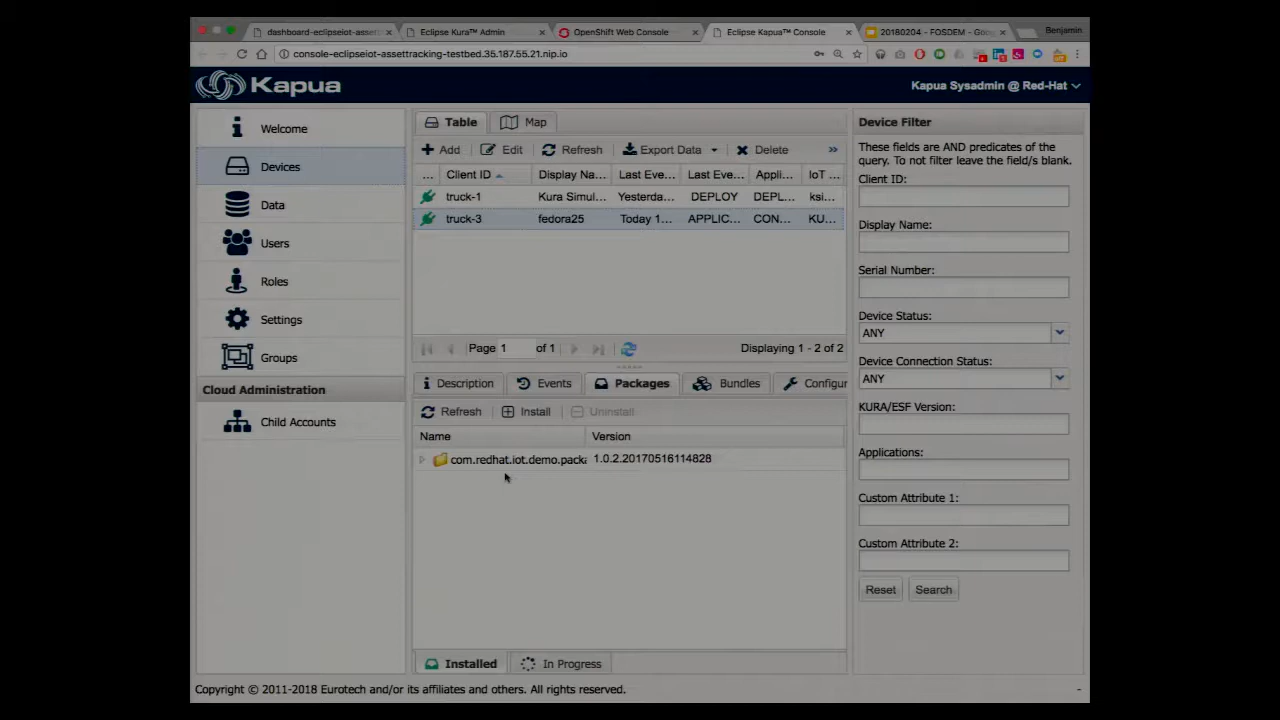 dashboard-eclipseiot-asset
Eclipse Kura™ Admin
OpenShift Web Console
Eclipse Kapua™ Console
20180204 - FOSDEM - Goog
Benjamin
console-eclipseiot-assettracking-testbed.35.187.55.21.nip.io
Kapua
Kapua Sysadmin @ Red-Hat
Welcome
Devices
Data
Users
Roles
Settings
Groups
Cloud Administration
Child Accounts
Table Map
Add Edit Refresh Export Data Delete »
... Client ID Display Na... Last Eve... Last Eve... Appli... IoT ...
truck-1 Kura Simul... Yesterda... DEPLOY DEPL... ksi...
truck-3 fedora25 Today 1... APPLIC... CON... KU...
Page 1 of 1 Displaying 1 - 2 of 2
Description Events Packages Bundles Configur
Refresh Install Uninstall
Name Version
com.redhat.iot.demo.packa 1.0.2.20170516114828
Installed In Progress
Device Filter
These fields are AND predicates of the
query. To not filter leave the field/s blank.
Client ID:
Display Name:
Serial Number:
Device Status:
ANY
Device Connection Status:
ANY
KURA/ESF Version:
Applications:
Custom Attribute 1:
Custom Attribute 2:
Reset Search
Copyright © 2011-2018 Eurotech and/or its affiliates and others. All rights reserved. -